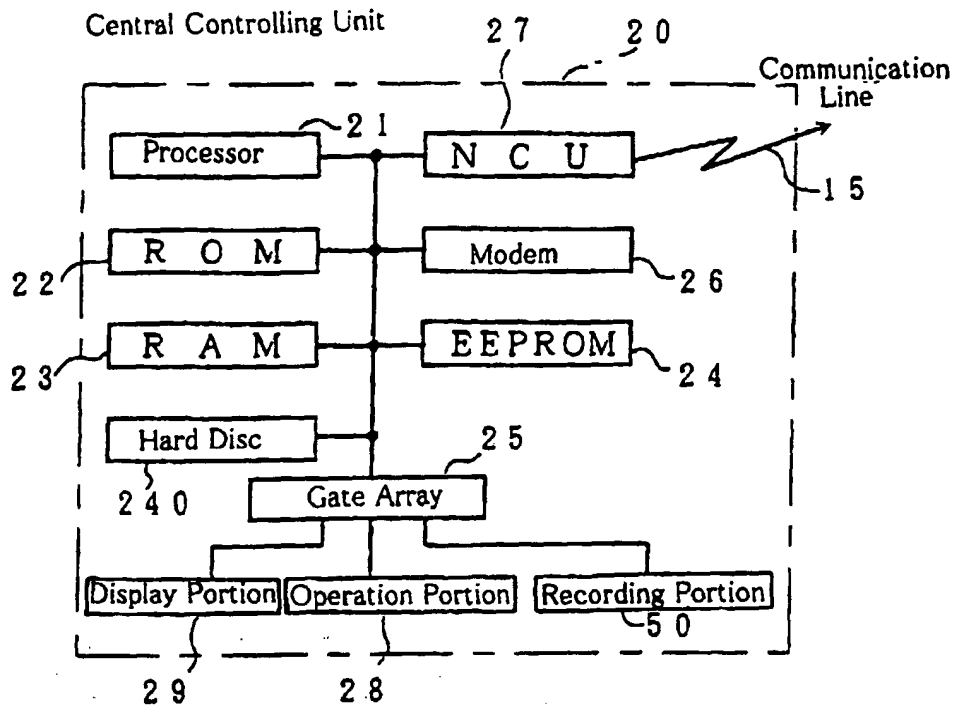 Central Controlling Unit
27
20
Communication
Line
21
Processor
N C U
15
R O M
Modem
22
26
R A M
EEPROM
23
24
Hard Disc
25
240
Gate Array
Display Portion
Operation Portion
Recording Portion
50
29
28